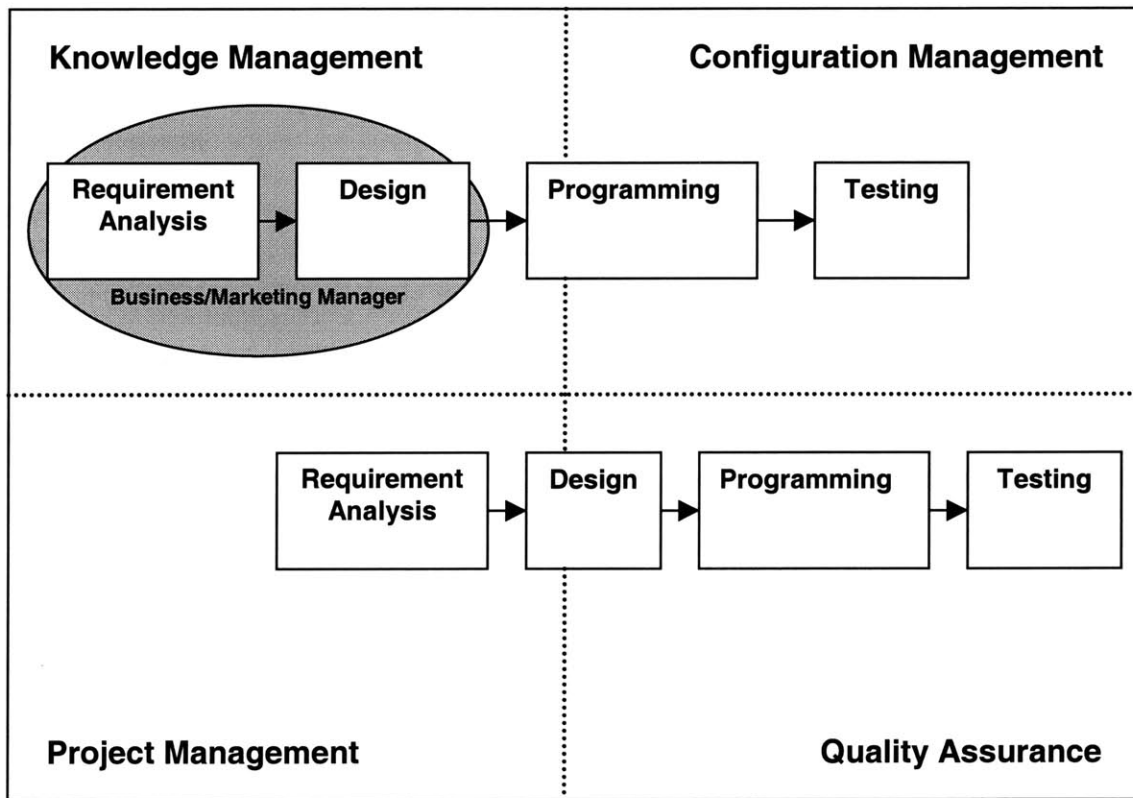 Knowledge Management
Configuration Management
Requirement
Analysis
Design
Programming
Testing
Business/Marketing Manager
Requirement
Analysis
Design
Programming
Testing
Project Management
Quality Assurance